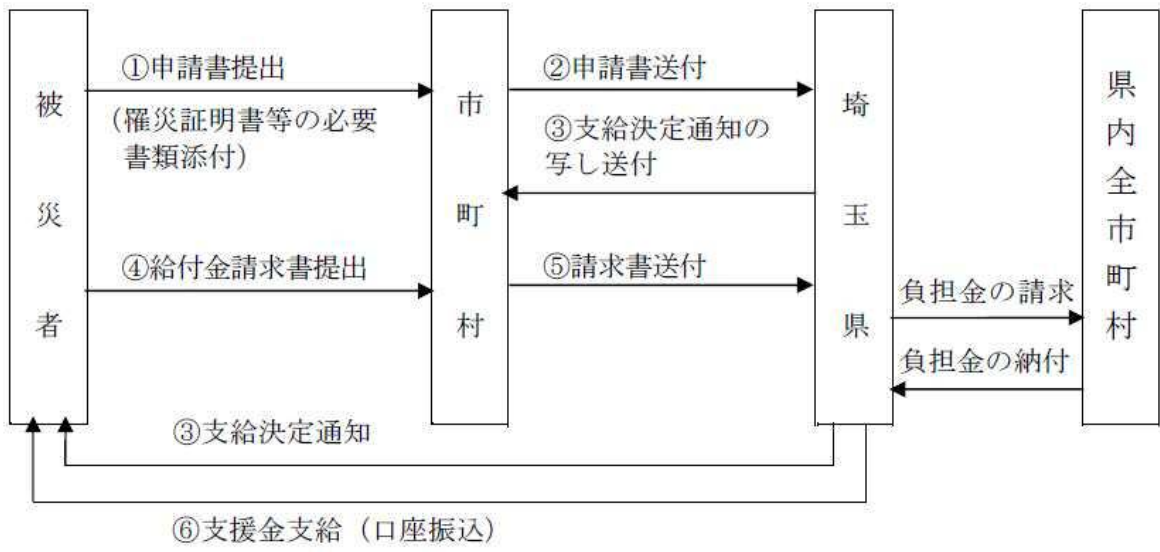 被災者
①申請書提出
（罹災証明書等の必要
書類添付）
④給付金請求書提出
市町村
②申請書送付
③支給決定通知の
写し送付
⑤請求書送付
埼玉県
負担金の請求
負担金の納付
県内全市町村
③支給決定通知
⑥支援金支給（口座振込）